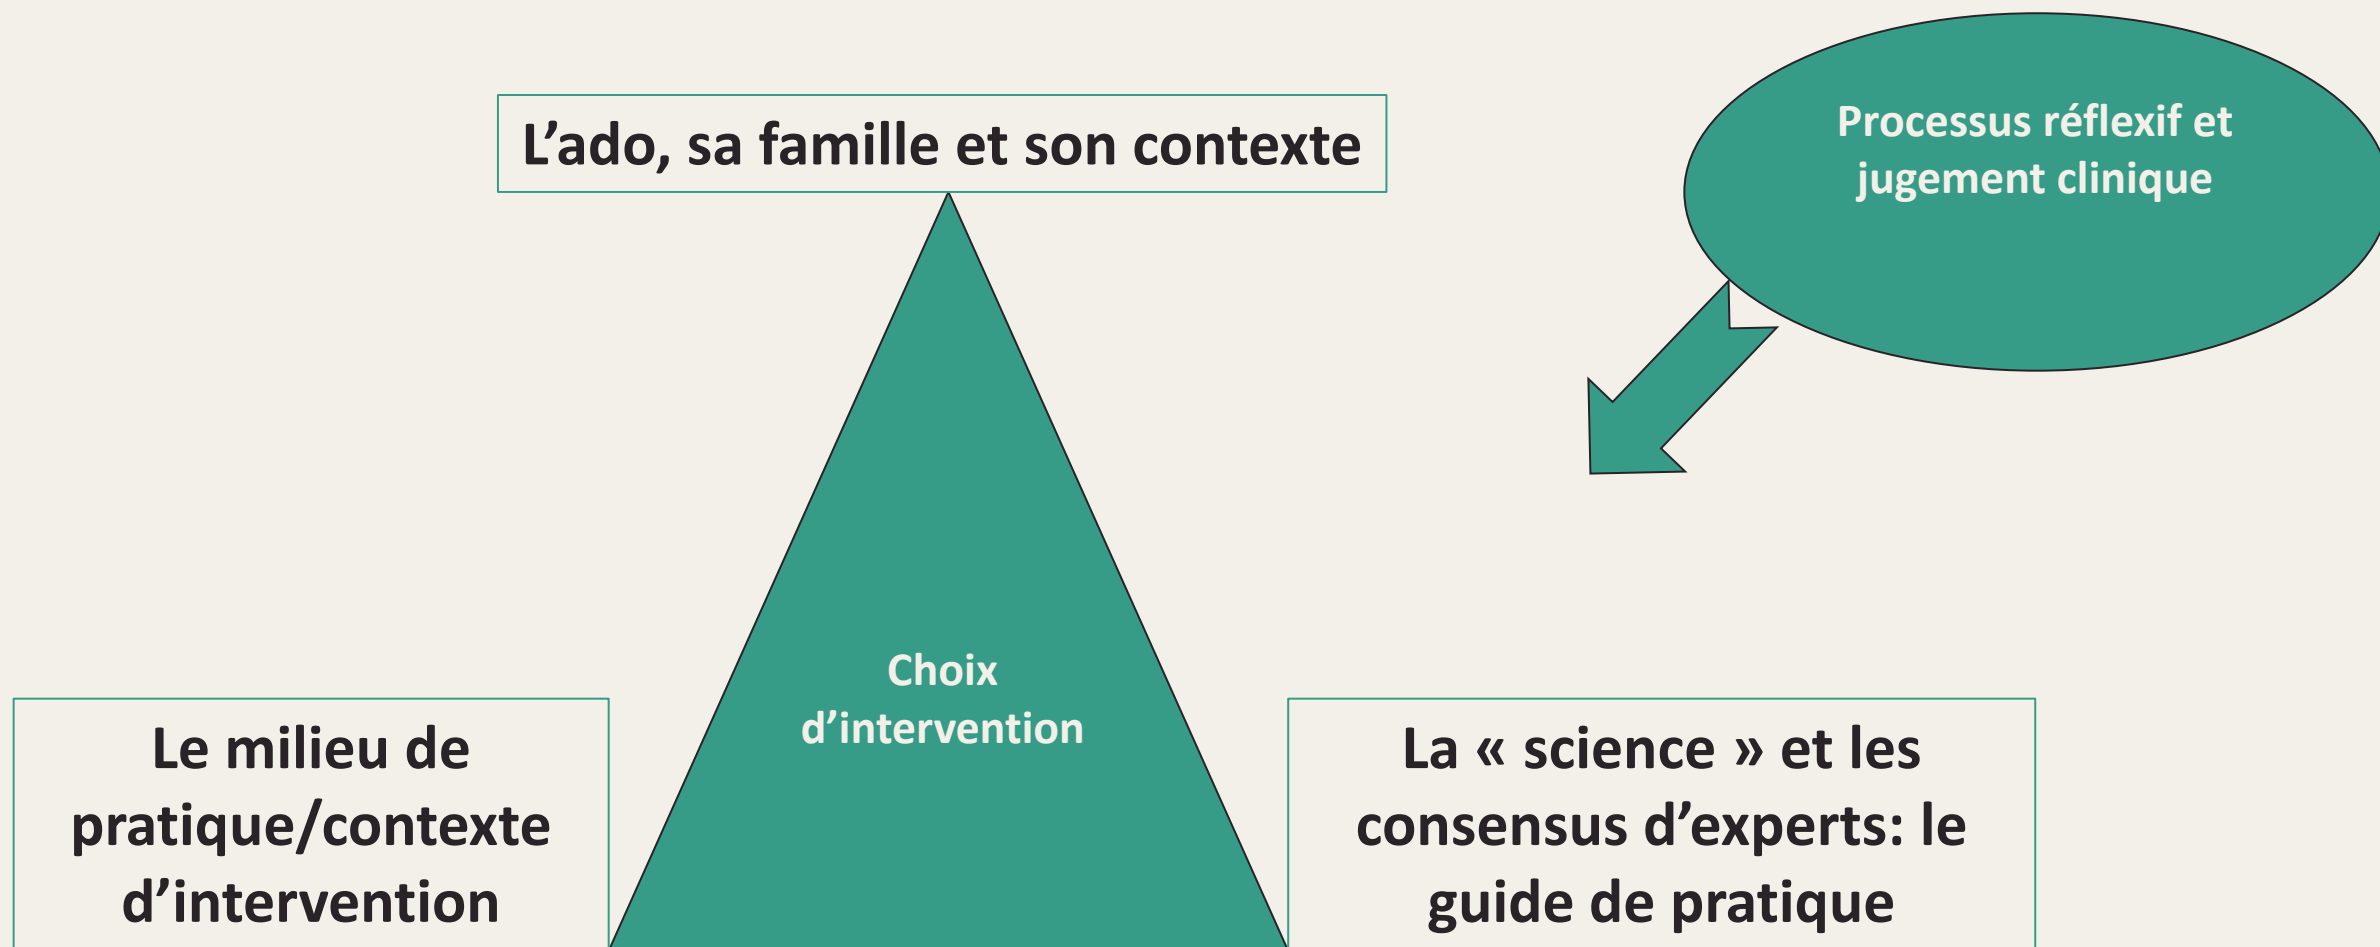 L’ado, sa famille et son contexte
Processus réflexif et
jugement clinique
Choix
d’intervention
Le milieu de
pratique/contexte
d’intervention
La « science » et les
consensus d’experts: le
guide de pratique